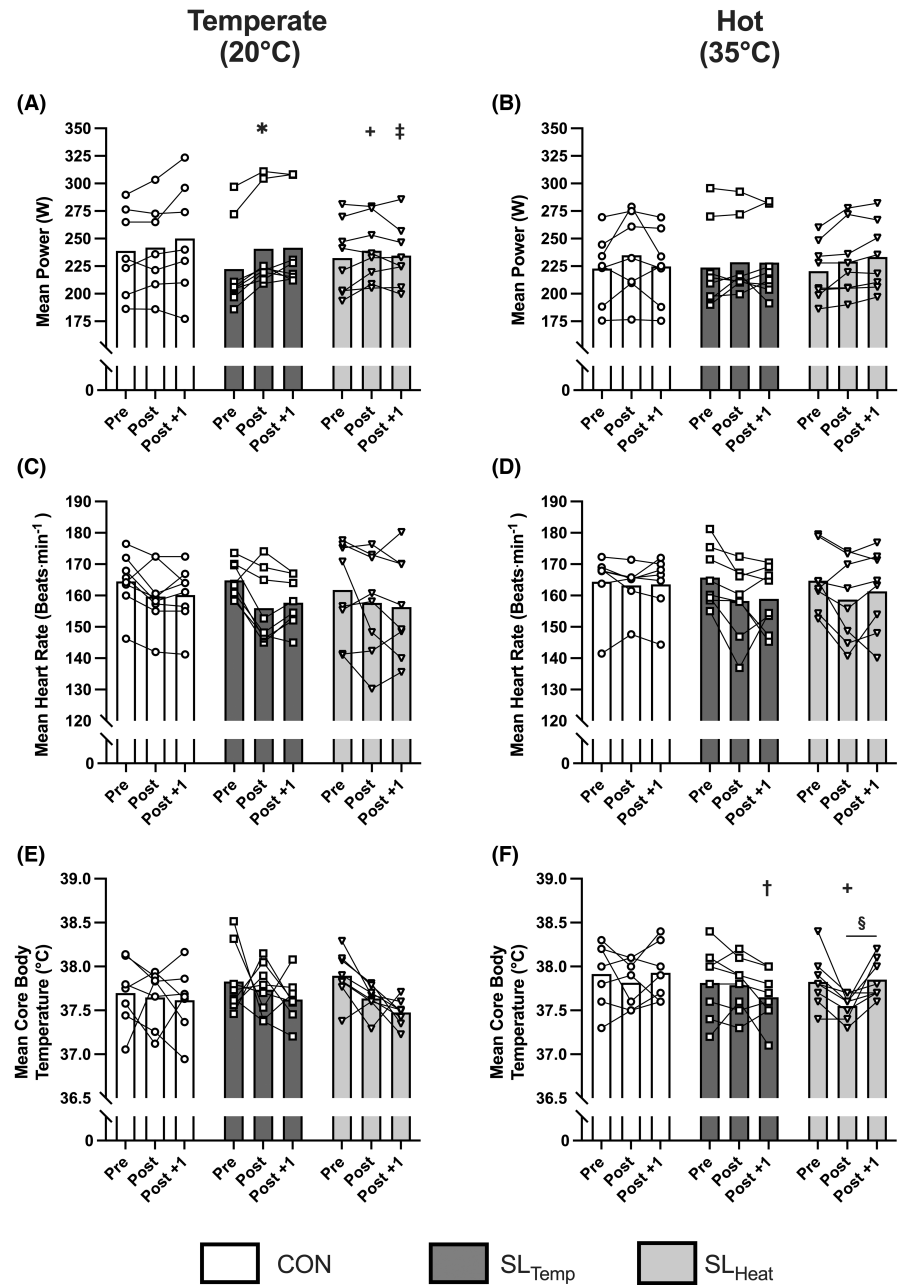 Temperate
(20°C)
Hot
(35°C)
(A)
Mean Power (W)
350
325
300
275
250
225
200
175
0
*
+
‡
Pre
Post
Post +1
Pre
Post
Post +1
Pre
Post
Post +1
(B)
Mean Power (W)
350
325
300
275
250
225
200
175
0
Pre
Post
Post +1
Pre
Post
Post +1
Pre
Post
Post +1
(C)
Mean Heart Rate (Beats·min⁻¹ )
190
180
170
160
150
140
130
120
0
Pre
Post
Post +1
Pre
Post
Post +1
Pre
Post
Post +1
(D)
Mean Heart Rate (Beats·min⁻¹ )
190
180
170
160
150
140
130
120
0
Pre
Post
Post +1
Pre
Post
Post +1
Pre
Post
Post +1
(E)
Mean Core Body
Temperature (°C)
39.0
38.5
38.0
37.5
37.0
36.5
0
Pre
Post
Post +1
Pre
Post
Post +1
Pre
Post
Post +1
(F)
Mean Core Body
Temperature (°C)
39.0
38.5
38.0
37.5
37.0
36.5
0
†
+
§
Pre
Post
Post +1
Pre
Post
Post +1
Pre
Post
Post +1
CON
SL_Temp
SL_Heat